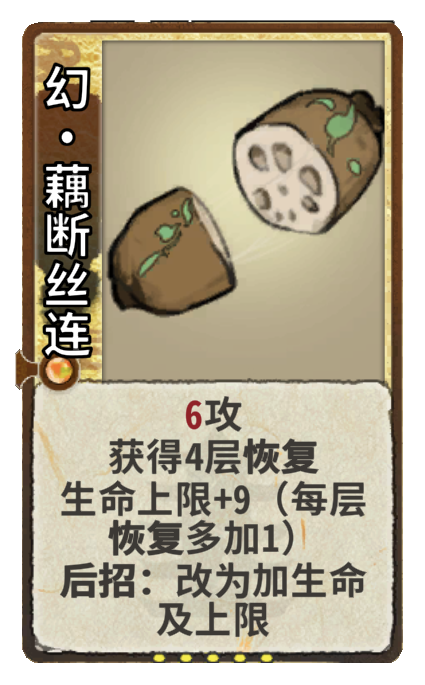 幻·藕断丝连
6攻
获得4层恢复
生命上限+9（每层
恢复多加1）
后招：改为加生命
及上限